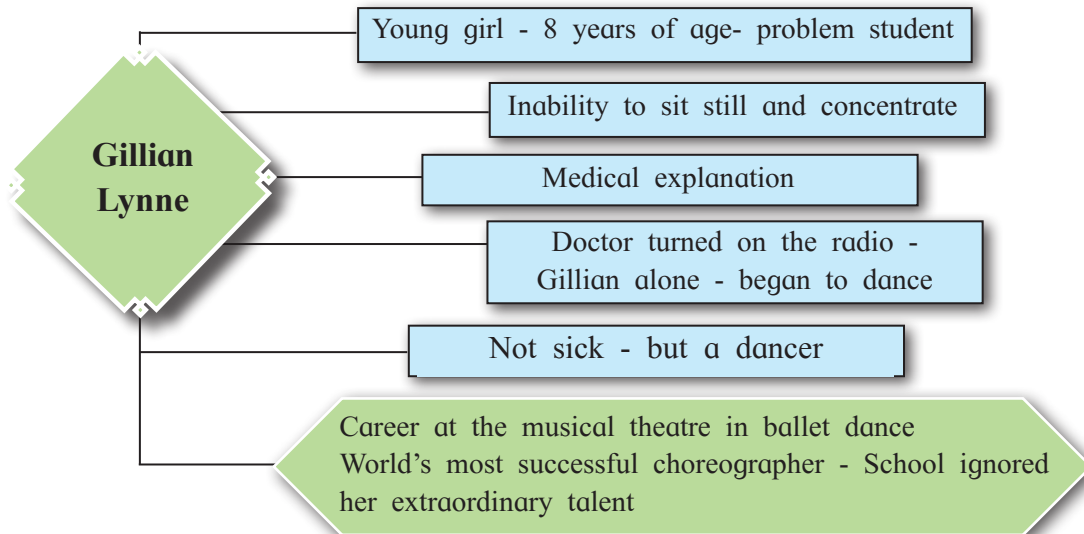 Young girl - 8 years of age- problem student
Inability to sit still and concentrate
Gillian
Lynne
Medical explanation
Doctor turned on the radio -
Gillian alone - began to dance
Not sick - but a dancer
Career at the musical theatre in ballet dance
World's most successful choreographer - School ignored
her extraordinary talent